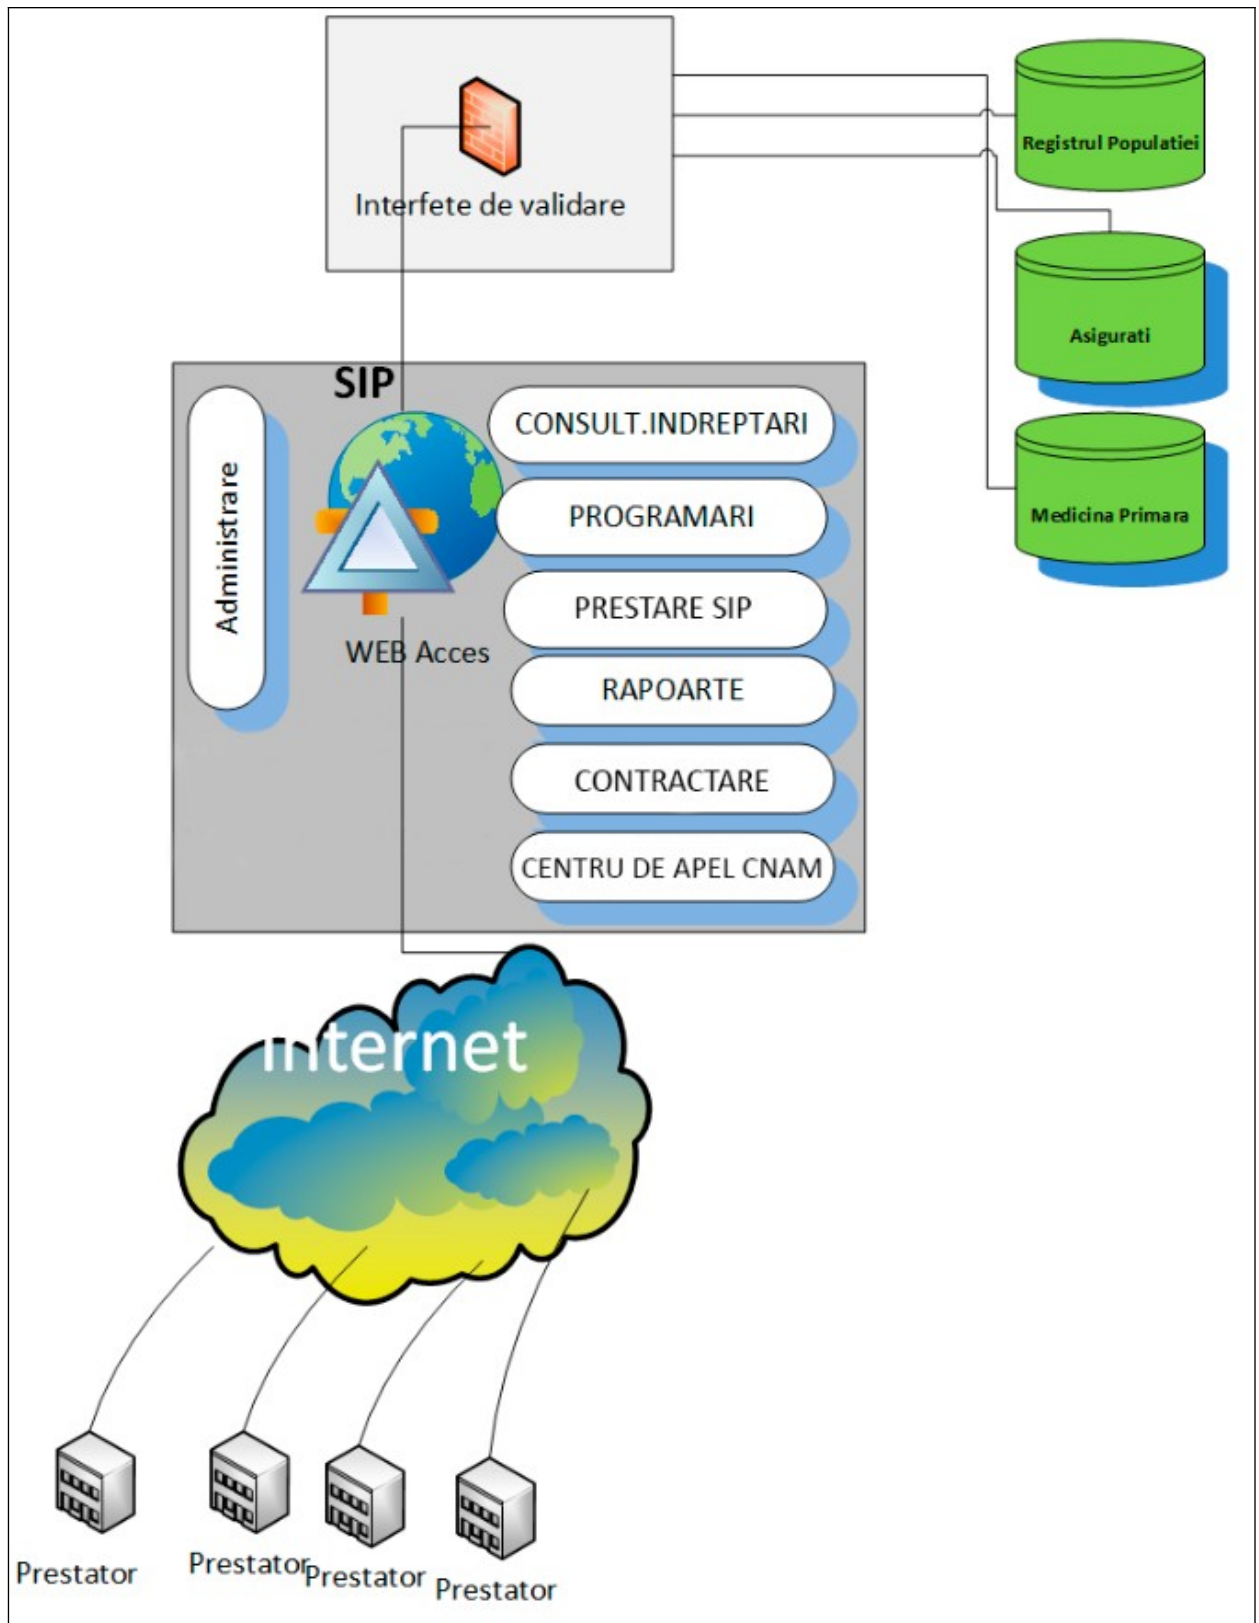 Interfete de validare
Registrul Populatiei
Asigurati
Medicina Primara
SIP
Administrare
WEB Acces
CONSULT.INDREPTARI
PROGRAMARI
PRESTARE SIP
RAPOARTE
CONTRACTARE
CENTRU DE APEL CNAM
Internet
Prestator
Prestator
Prestator
Prestator